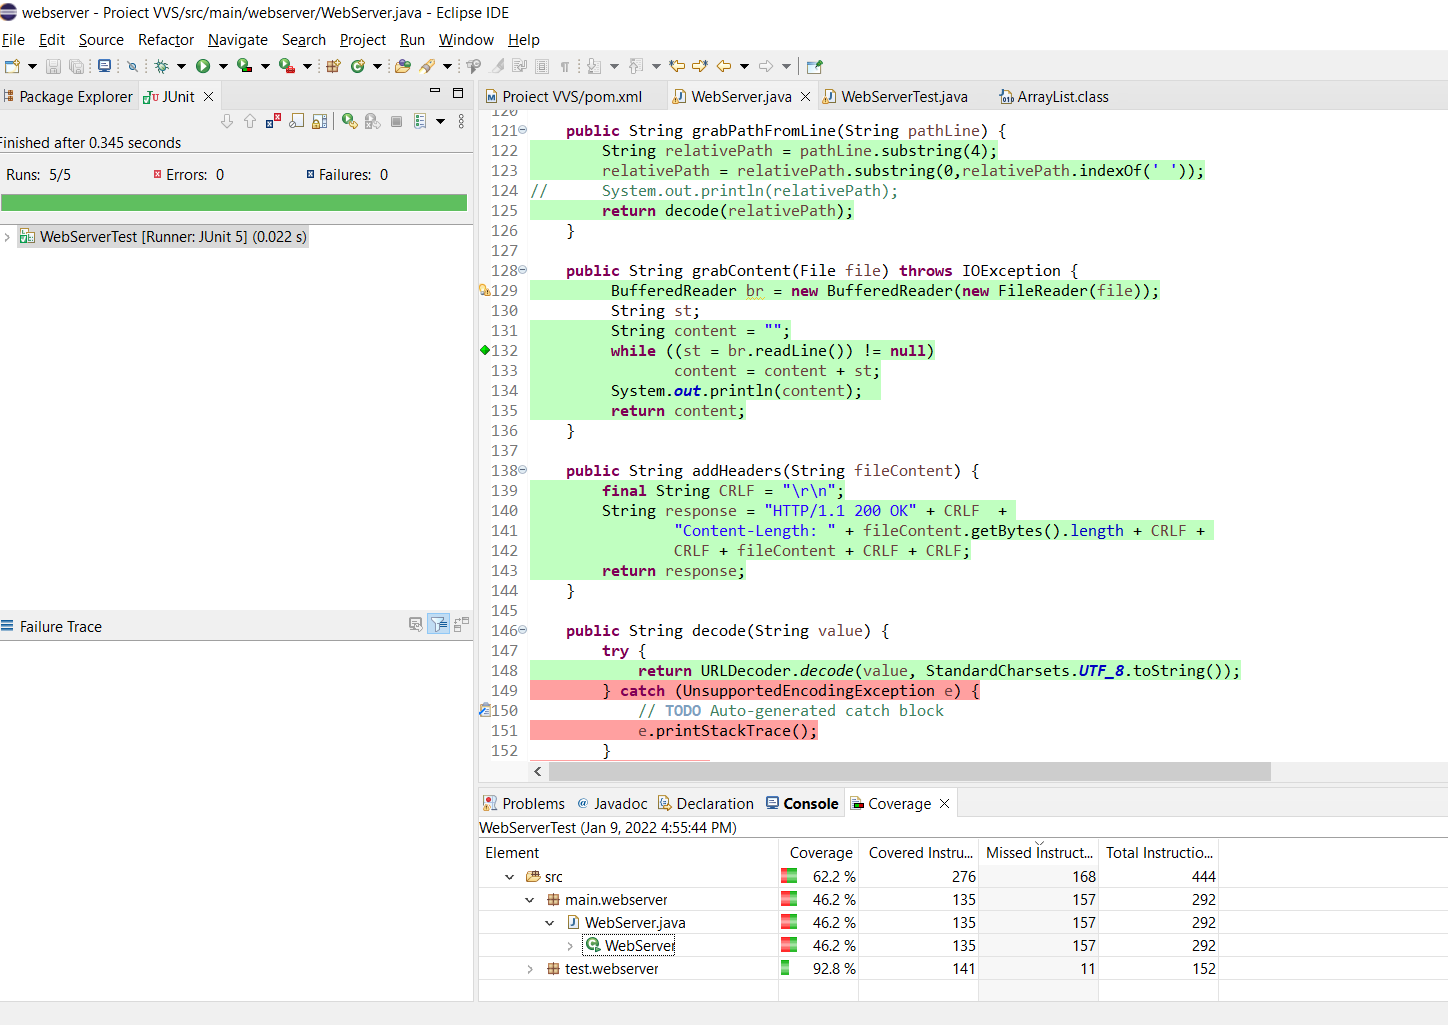 webserver - Proiect VVS/src/main/webserver/WebServer.java - Eclipse IDE
File Edit Source Refactor Navigate Search Project Run Window Help
Package Explorer JUnit
Finished after 0.345 seconds
Runs: 5/5 Errors: 0 Failures: 0
WebServerTest [Runner: JUnit 5] (0.022 s)
Failure Trace
Proiect VVS/pom.xml WebServer.java WebServerTest.java ArrayList.class
120
121 public String grabPathFromLine(String pathLine) {
122 String relativePath = pathLine.substring(4);
123 relativePath = relativePath.substring(0,relativePath.indexOf(' '));
124 // System.out.println(relativePath);
125 return decode(relativePath);
126 }
127
128 public String grabContent(File file) throws IOException {
129 BufferedReader br = new BufferedReader(new FileReader(file));
130 String st;
131 String content = "";
132 while ((st = br.readLine()) != null)
133 content = content + st;
134 System.out.println(content);
135 return content;
136 }
137
138 public String addHeaders(String fileContent) {
139 final String CRLF = "\r\n";
140 String response = "HTTP/1.1 200 OK" + CRLF +
141 "Content-Length: " + fileContent.getBytes().length + CRLF +
142 CRLF + fileContent + CRLF + CRLF;
143 return response;
144 }
145
146 public String decode(String value) {
147 try {
148 return URLDecoder.decode(value, StandardCharsets.UTF_8.toString());
149 } catch (UnsupportedEncodingException e) {
150 // TODO Auto-generated catch block
151 e.printStackTrace();
152 }
Problems Javadoc Declaration Console Coverage
WebServerTest (Jan 9, 2022 4:55:44 PM)
Element Coverage Covered Instru... Missed Instruct... Total Instructio...
src 62.2 % 276 168 444
main.webserver 46.2 % 135 157 292
WebServer.java 46.2 % 135 157 292
WebServer 46.2 % 135 157 292
test.webserver 92.8 % 141 11 152